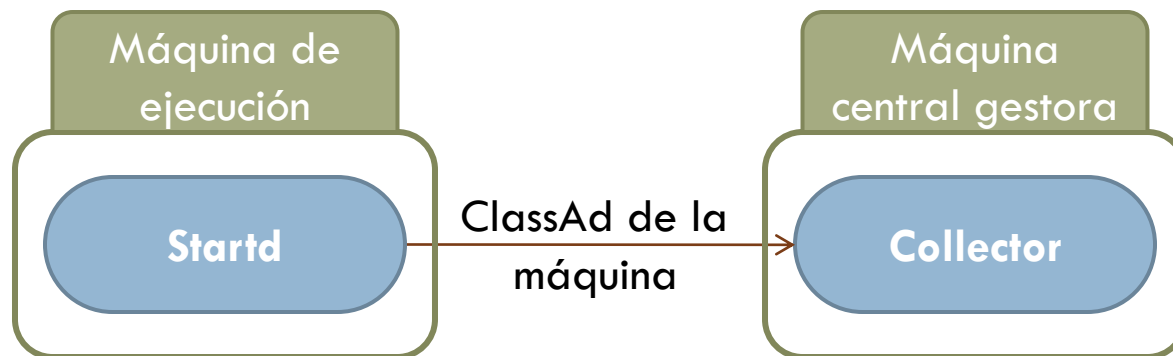 Máquina de
ejecución
Máquina
central gestora
Startd
ClassAd de la
máquina
Collector